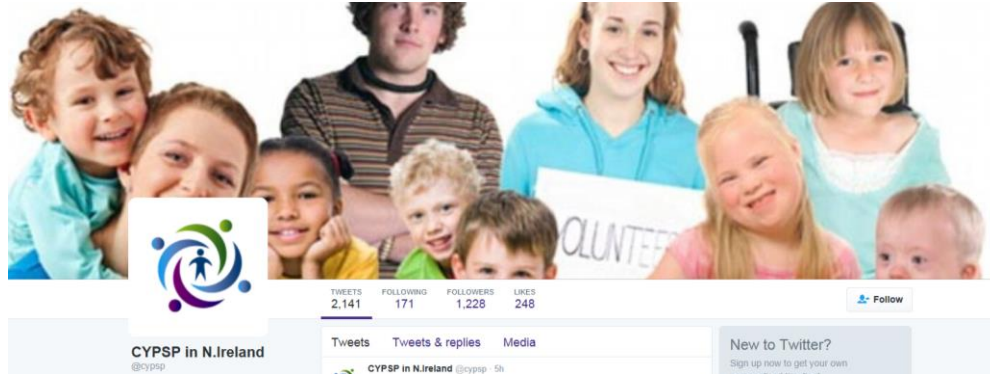 OLUNTEE
TWEETS FOLLOWING FOLLOWERS LIKES
2,141 171 1,228 248
Follow
CYPSP in N.Ireland
@cypsp
Tweets Tweets & replies Media
CYPSP in N.Ireland @cypsp · 5h
New to Twitter?
Sign up now to get your own